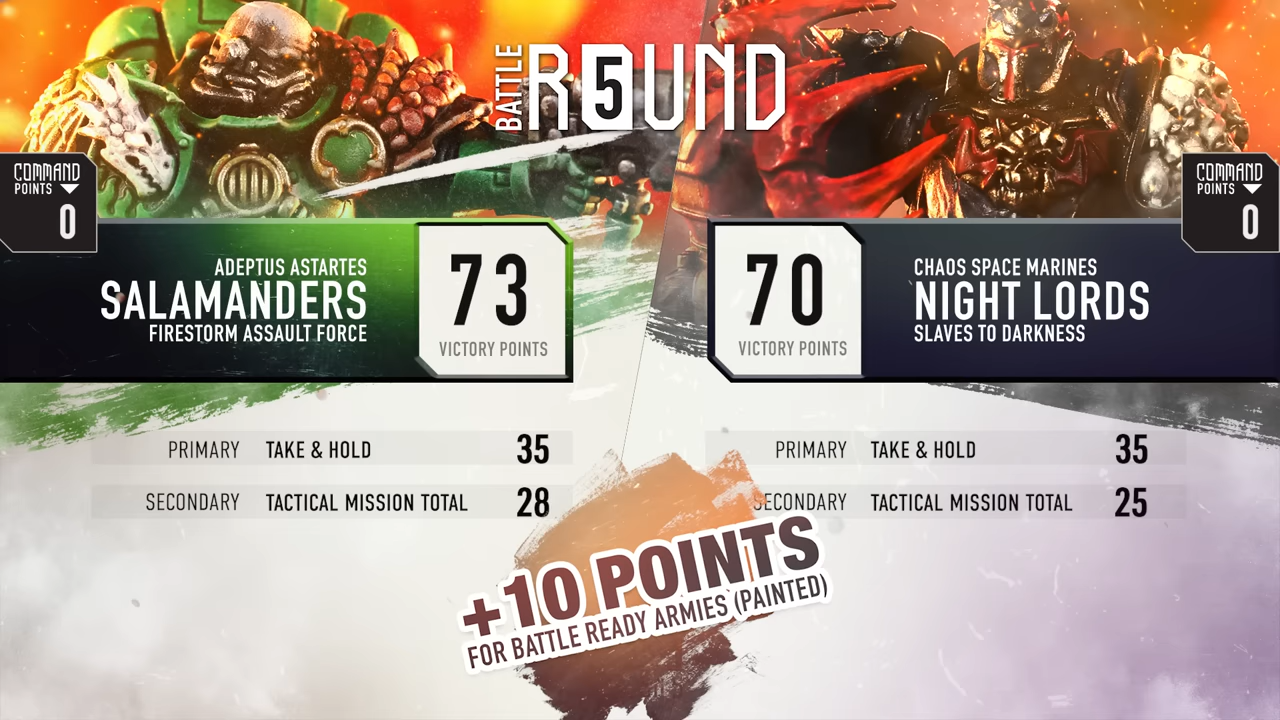 BATTLE R5UND
COMMAND
POINTS
0
COMMAND
POINTS
0
ADEPTUS ASTARTES
SALAMANDERS
FIRESTORM ASSAULT FORCE
73
VICTORY POINTS
70
VICTORY POINTS
CHAOS SPACE MARINES
NIGHT LORDS
SLAVES TO DARKNESS
PRIMARY TAKE & HOLD 35
SECONDARY TACTICAL MISSION TOTAL 28
PRIMARY TAKE & HOLD 35
SECONDARY TACTICAL MISSION TOTAL 25
+10 POINTS
FOR BATTLE READY ARMIES (PAINTED)